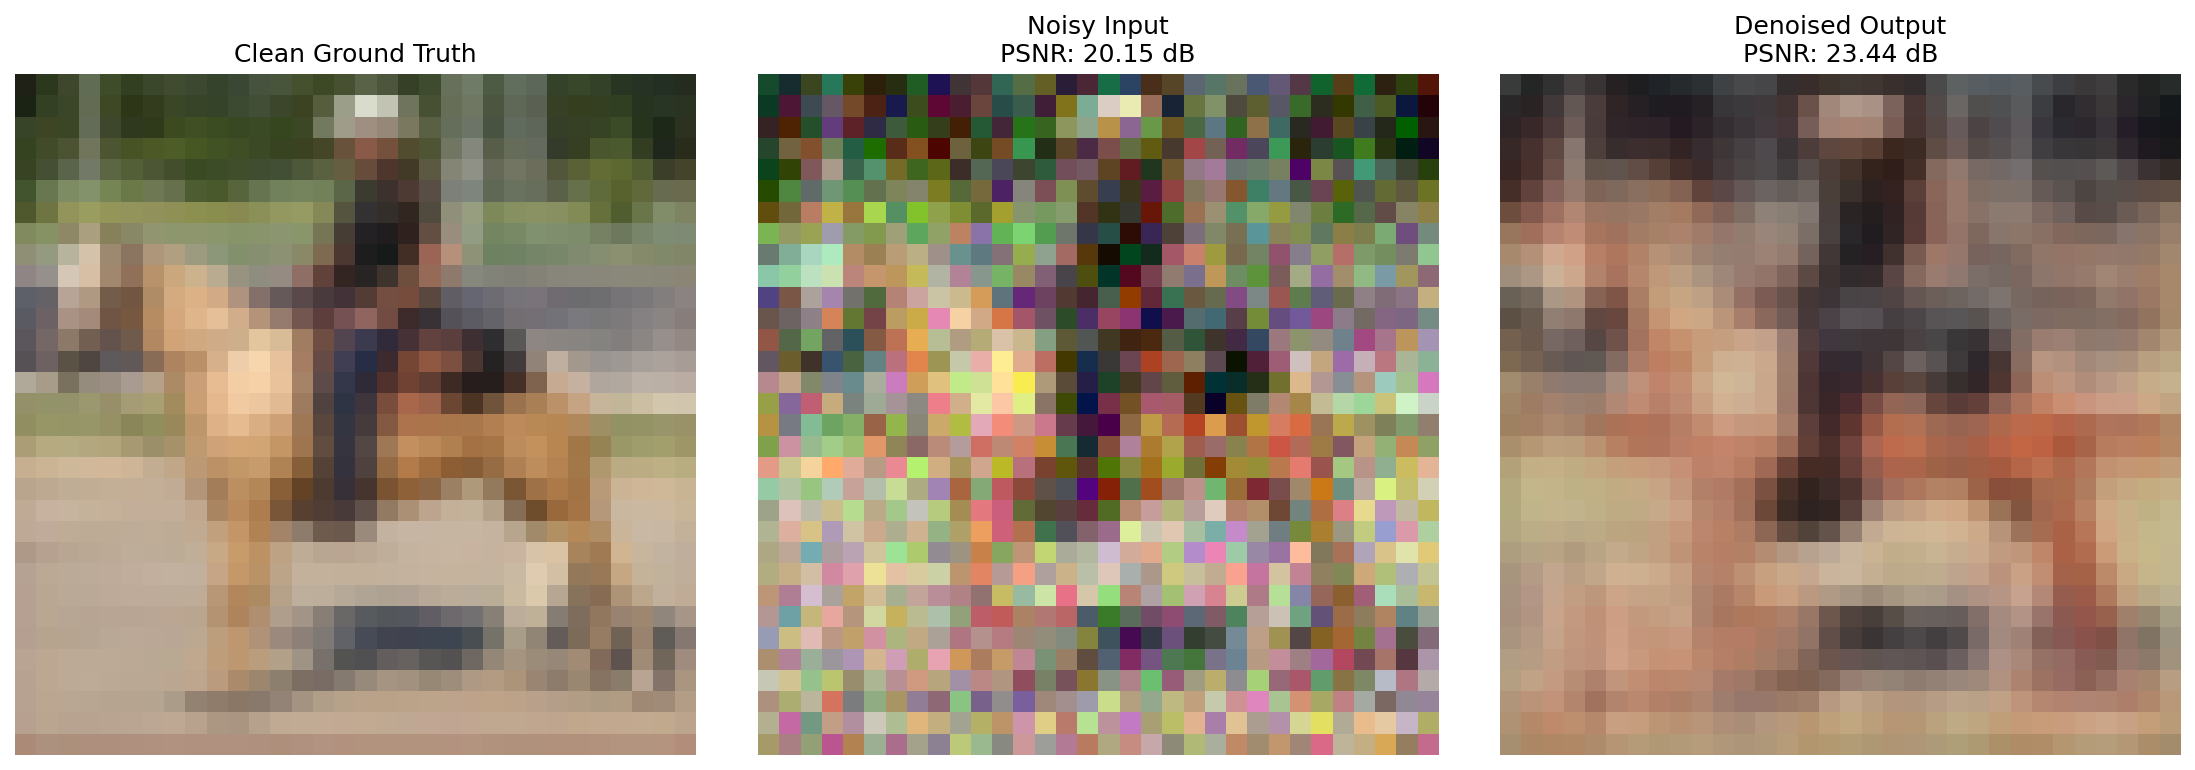 Clean Ground Truth
Noisy Input
PSNR: 20.15 dB
Denoised Output
PSNR: 23.44 dB